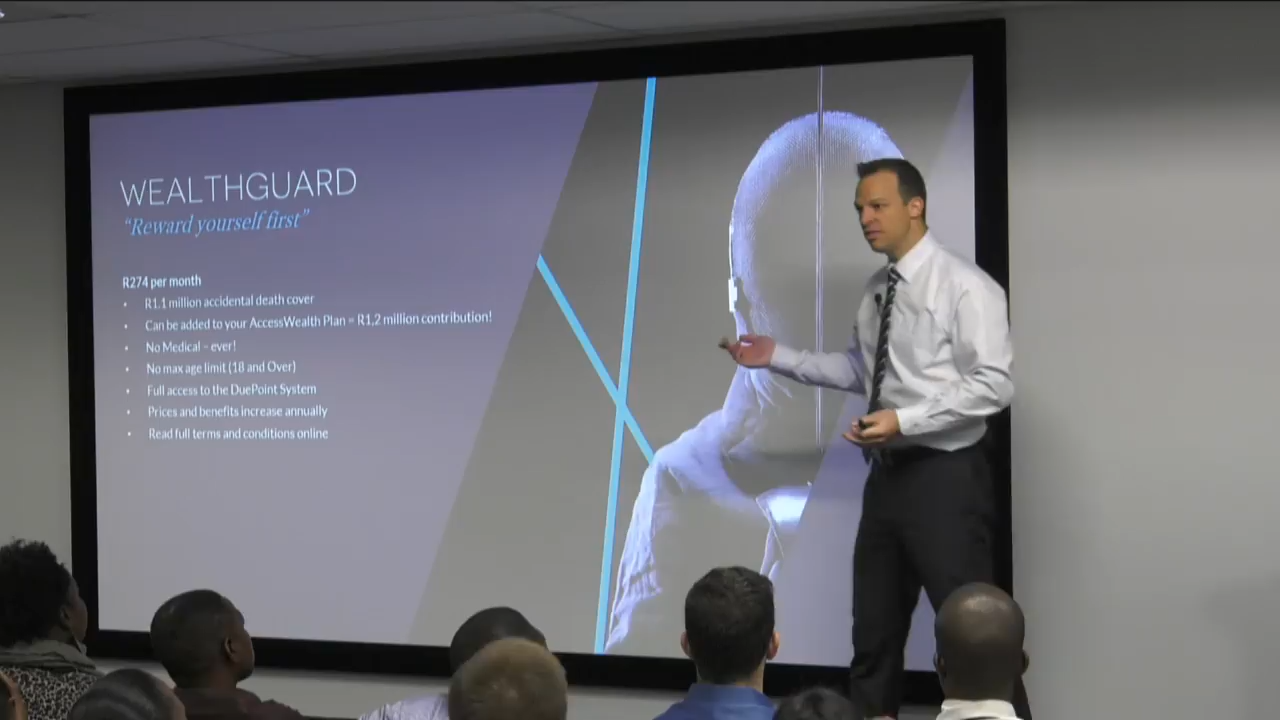 WEALTHGUARD
“Reward yourself first”
R274 per month
• R1.1 million accidental death cover
• Can be added to your AccessWealth Plan = R1,2 million contribution!
• No Medical – ever!
• No max age limit (18 and Over)
• Full access to the DuePoint System
• Prices and benefits increase annually
• Read full terms and conditions online